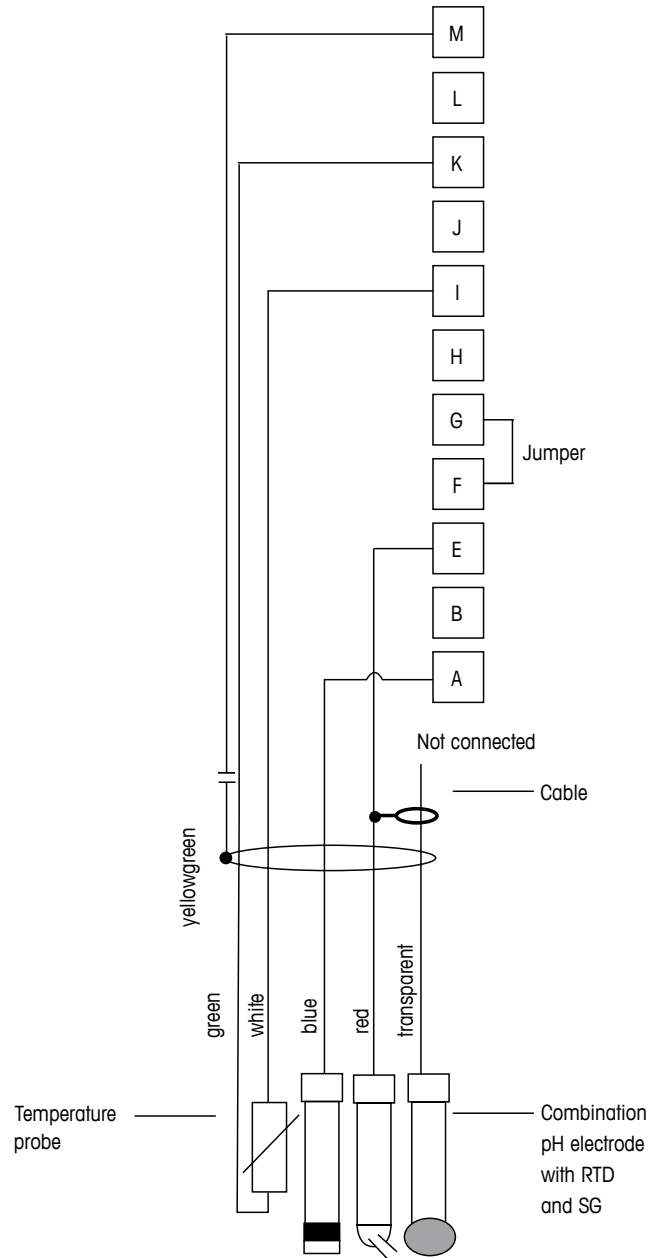 M
L
K
J
I
H
G
Jumper
F
E
B
A
Not connected
Cable
yellowgreen
green
white
blue
red
transparent
Temperature
probe
Combination
pH electrode
with RTD
and SG